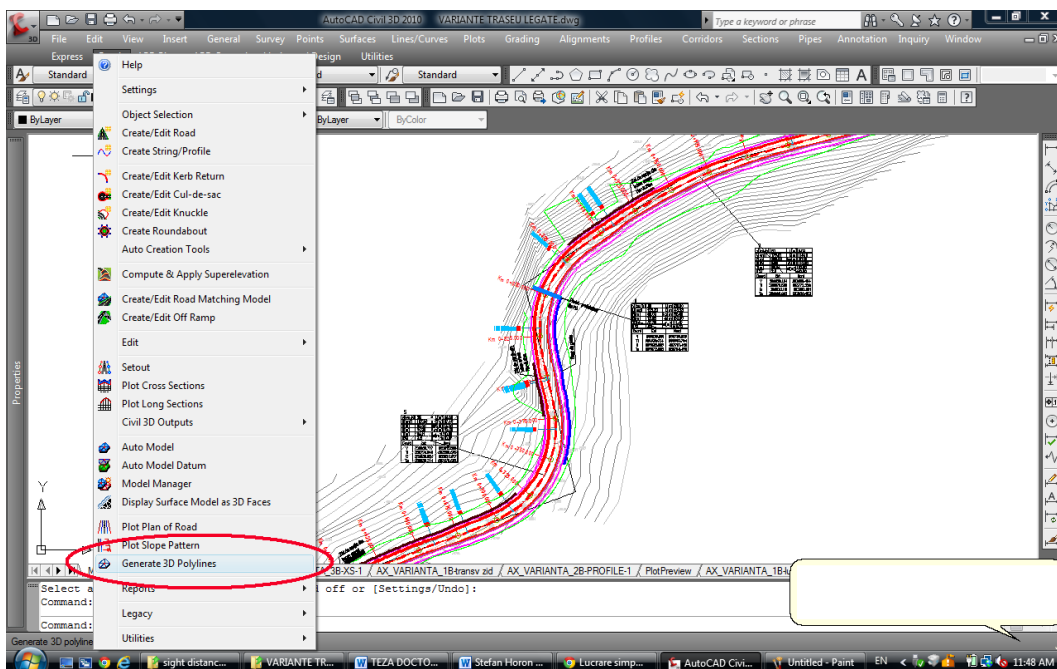 AutoCAD Civil 3D 2010 VARIANTE TRASEU LEGATE.dwg
Type a keyword or phrase
File Edit View Insert General Survey Points Surfaces Lines/Curves Plots Grading Alignments Profiles Corridors Sections Pipes Annotation Inquiry Window
Express Design Utilities
Standard Standard
ByLayer ByLayer ByColor
Help
Settings
Object Selection
Create/Edit Road
Create String/Profile
Create/Edit Kerb Return
Create/Edit Cul-de-sac
Create/Edit Knuckle
Create Roundabout
Auto Creation Tools
Compute & Apply Superelevation
Create/Edit Road Matching Model
Create/Edit Off Ramp
Edit
Setout
Plot Cross Sections
Plot Long Sections
Civil 3D Outputs
Auto Model
Auto Model Datum
Model Manager
Display Surface Model as 3D Faces
Plot Plan of Road
Plot Slope Pattern
Generate 3D Polylines
Reports
Legacy
Utilities
Properties
Y
3B-XS-1 / AX_VARIANTA_1B-transv zid / AX_VARIANTA_2B-PROFILE-1 / PlotPreview / AX_VARIANTA_1B-lu
Select a off or [Settings/Undo]:
Command:
Command:
Generate 3D polyline
sight distanc... VARIANTE TR... TEZA DOCTO... Stefan Horon ... Lucrare simp... AutoCAD Civi... Untitled - Paint EN 11:48 AM